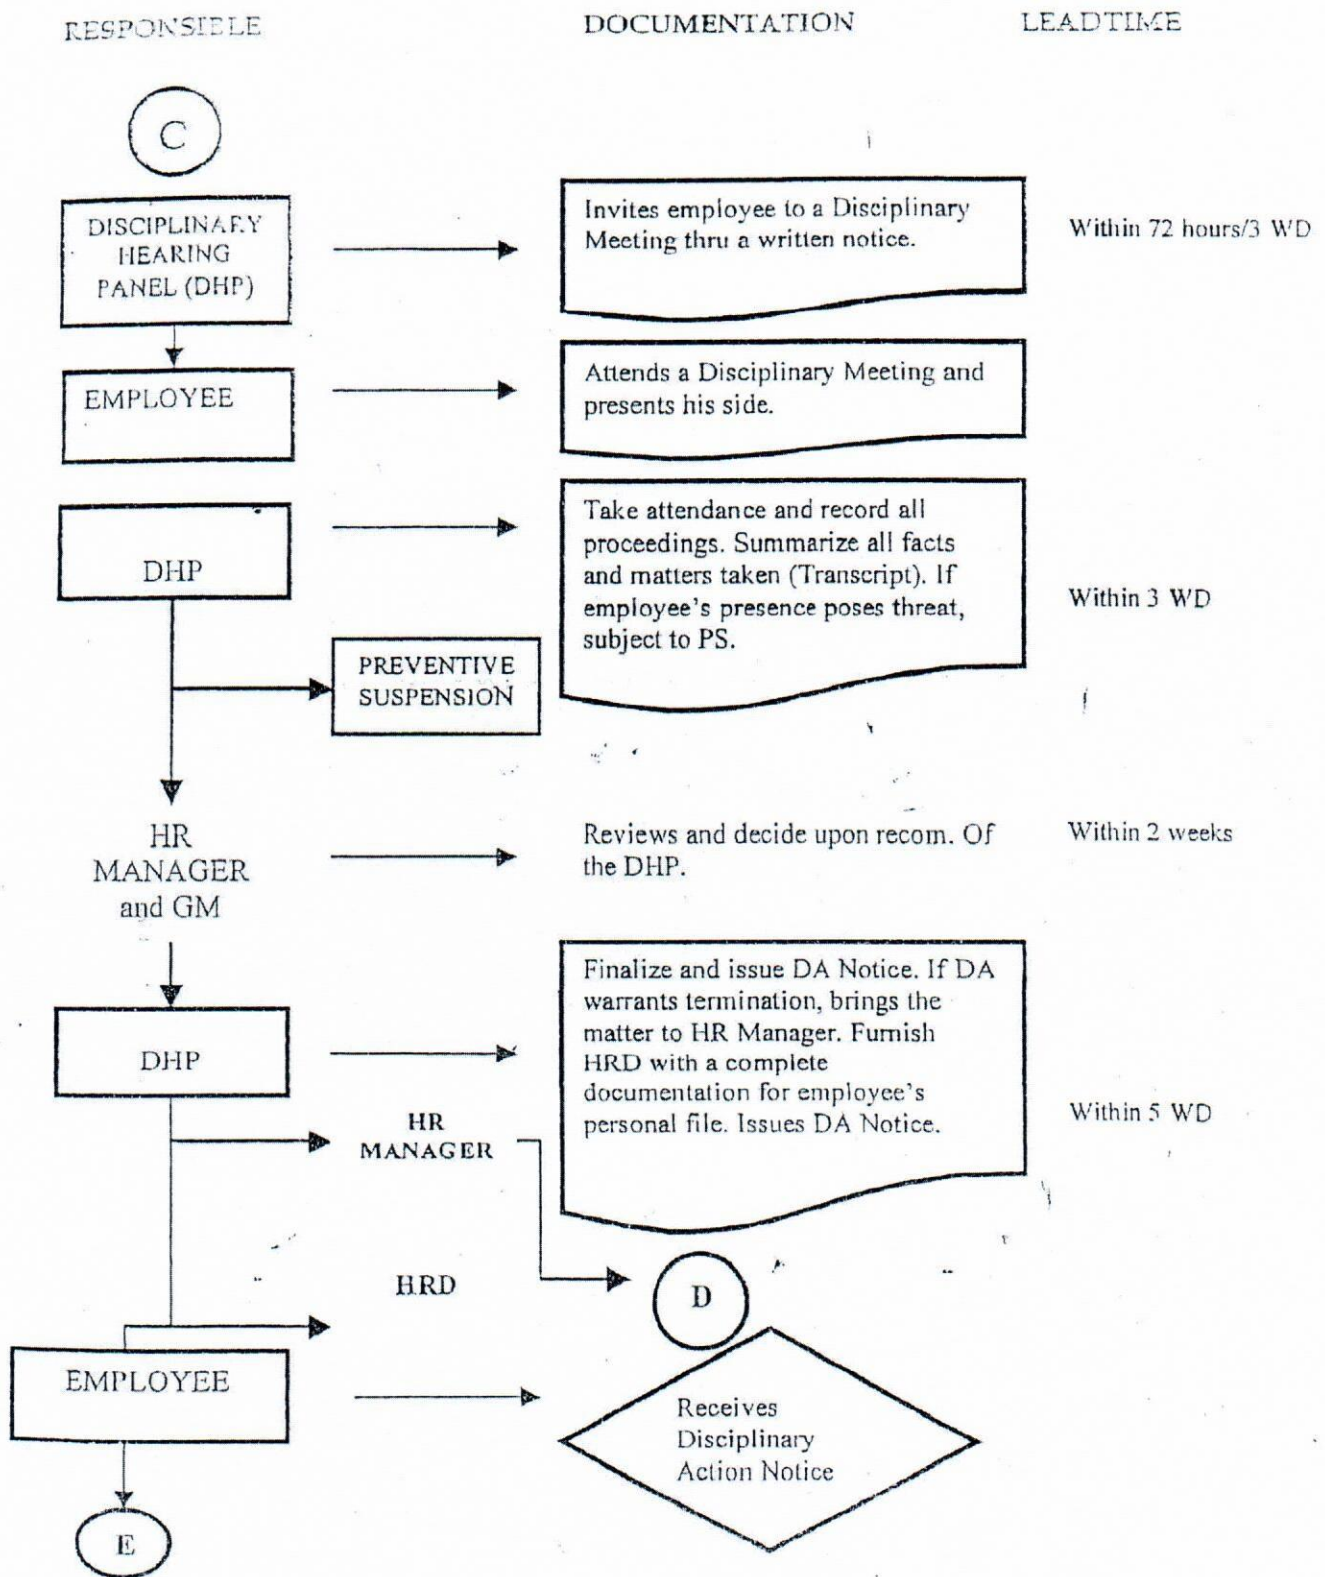 RESPONSIBLE DOCUMENTATION LEADTIME
C
DISCIPLINARY
HEARING
PANEL (DHP)
Invites employee to a Disciplinary
Meeting thru a written notice.
Within 72 hours/3 WD
EMPLOYEE
Attends a Disciplinary Meeting and
presents his side.
DHP
Take attendance and record all
proceedings. Summarize all facts
and matters taken (Transcript). If
employee's presence poses threat,
subject to PS.
Within 3 WD
PREVENTIVE
SUSPENSION
HR
MANAGER
and GM
Reviews and decide upon recom. Of
the DHP.
Within 2 weeks
DHP
Finalize and issue DA Notice. If DA
warrants termination, brings the
matter to HR Manager. Furnish
HRD with a complete
documentation for employee's
personal file. Issues DA Notice.
Within 5 WD
HR
MANAGER
HRD
D
EMPLOYEE
Receives
Disciplinary
Action Notice
E